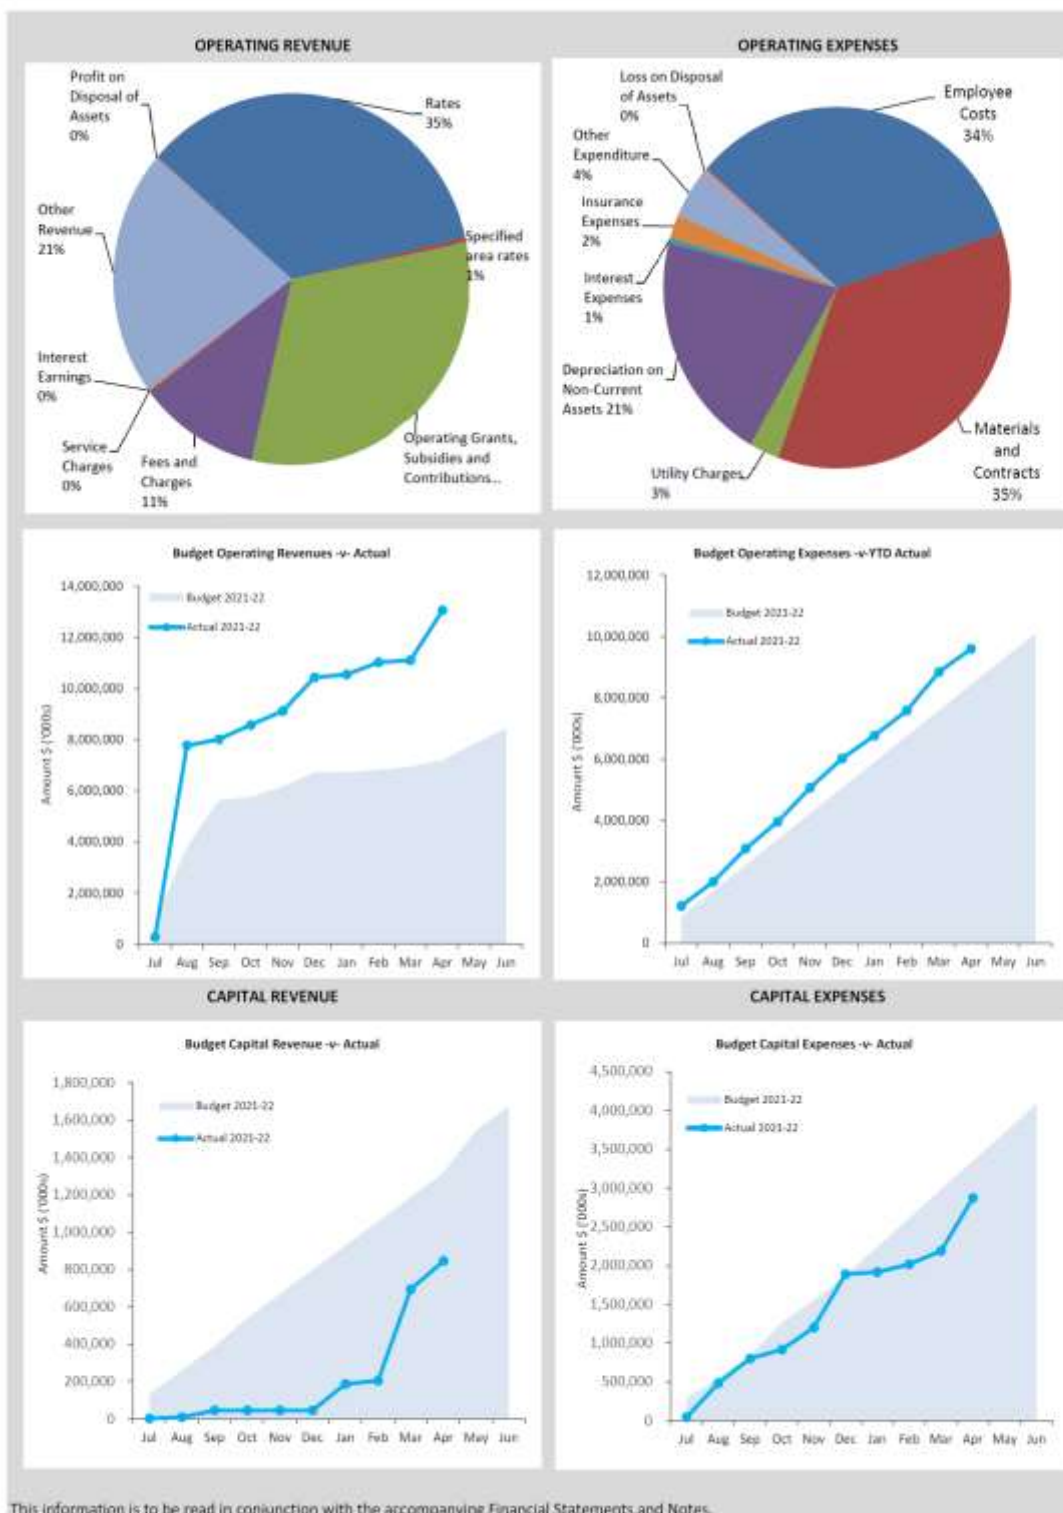 OPERATING REVENUE
Profit on
Disposal of
Assets
0%
Rates
35%
Other
Revenue
21%
Specified
area rates
1%
Interest
Earnings
0%
Service
Charges
0%
Fees and
Charges
11%
Operating Grants,
Subsidies and
Contributions...
OPERATING EXPENSES
Loss on Disposal
of Assets
0%
Employee
Costs
34%
Other
Expenditure
4%
Insurance
Expenses
2%
Interest
Expenses
1%
Depreciation on
Non-Current
Assets 21%
Utility Charges
3%
Materials
and
Contracts
35%
Budget Operating Revenues -v- Actual
Budget 2021-22
Actual 2021-22
Amount $ ('000s)
14,000,000
12,000,000
10,000,000
8,000,000
6,000,000
4,000,000
2,000,000
0
Jul Aug Sep Oct Nov Dec Jan Feb Mar Apr May Jun
Budget Operating Expenses -v-YTD Actual
Budget 2021-22
Actual 2021-22
Amount $ ('000s)
12,000,000
10,000,000
8,000,000
6,000,000
4,000,000
2,000,000
0
Jul Aug Sep Oct Nov Dec Jan Feb Mar Apr May Jun
CAPITAL REVENUE
Budget Capital Revenue -v- Actual
Budget 2021-22
Actual 2021-22
Amount $ ('000s)
1,800,000
1,600,000
1,400,000
1,200,000
1,000,000
800,000
600,000
400,000
200,000
0
Jul Aug Sep Oct Nov Dec Jan Feb Mar Apr May Jun
CAPITAL EXPENSES
Budget Capital Expenses -v- Actual
Budget 2021-22
Actual 2021-22
Amount $ ('000s)
4,500,000
4,000,000
3,500,000
3,000,000
2,500,000
2,000,000
1,500,000
1,000,000
500,000
0
Jul Aug Sep Oct Nov Dec Jan Feb Mar Apr May Jun
This information is to be read in conjunction with the accompanying Financial Statements and Notes.